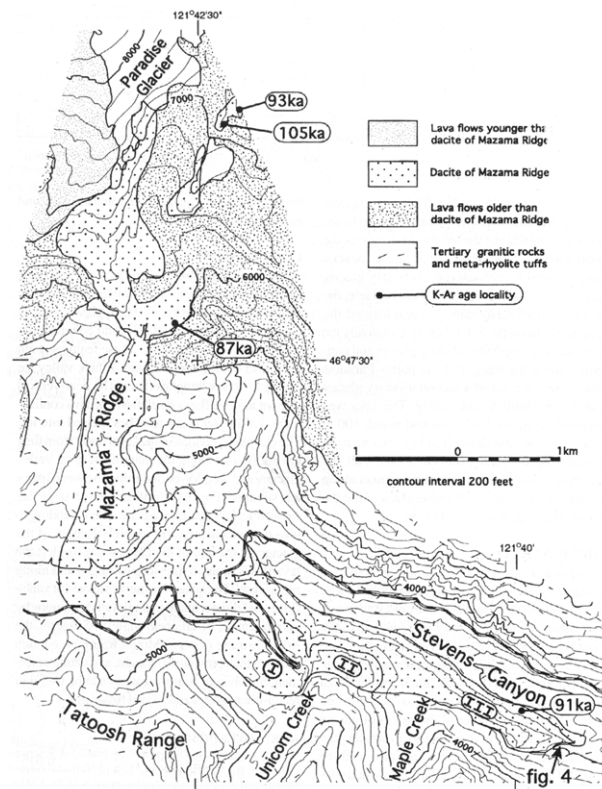 121°42'30"
8000
Paradise
Glacier
7000
93ka
105ka
Lava flows younger tha
dacite of Mazama Ridge
Dacite of Mazama Ridge
Lava flows older than
dacite of Mazama Ridge
Tertiary granitic rocks
and meta-rhyolite tuffs
K-Ar age locality
6000
87ka
46°47'30"
Mazama Ridge
5000
1 0 1km
contour interval 200 feet
121°40'
4000
Stevens Canyon
5000
I
II
III
91ka
Tatoosh Range
Unicorn Creek
Maple Creek
4000
fig. 4